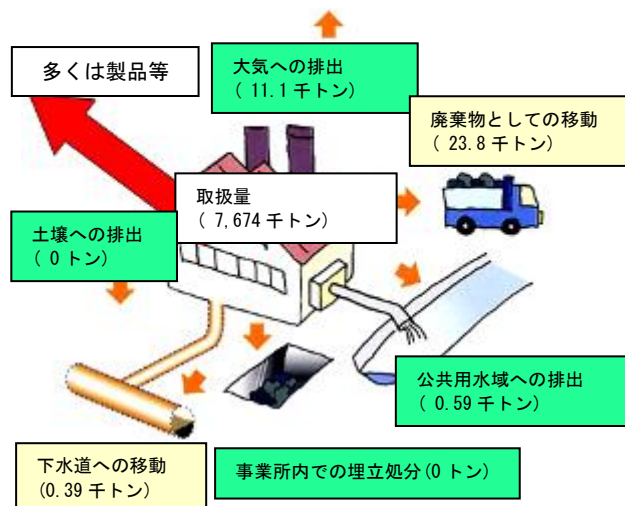 多くは製品等
大気への排出
( 11.1 千トン)
廃棄物としての移動
( 23.8 千トン)
取扱量
( 7,674 千トン)
土壌への排出
( 0 トン)
公共用水域への排出
( 0.59 千トン)
下水道への移動
(0.39 千トン)
事業所内での埋立処分(0 トン)